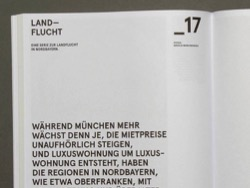 LAND–
FLUCHT
_17
EINE SERIE ZUR LANDFLUCHT
IN NORDBAYERN.
WÄHREND MÜNCHEN MEHR
WÄCHST DENN JE, DIE MIETPREISE
UNAUFHÖRLICH STEIGEN,
UND LUXUSWOHNUNG UM LUXUS-
WOHNUNG ENTSTEHT, HABEN
DIE REGIONEN IN NORDBAYERN,
WIE ETWA OBERFRANKEN, MIT